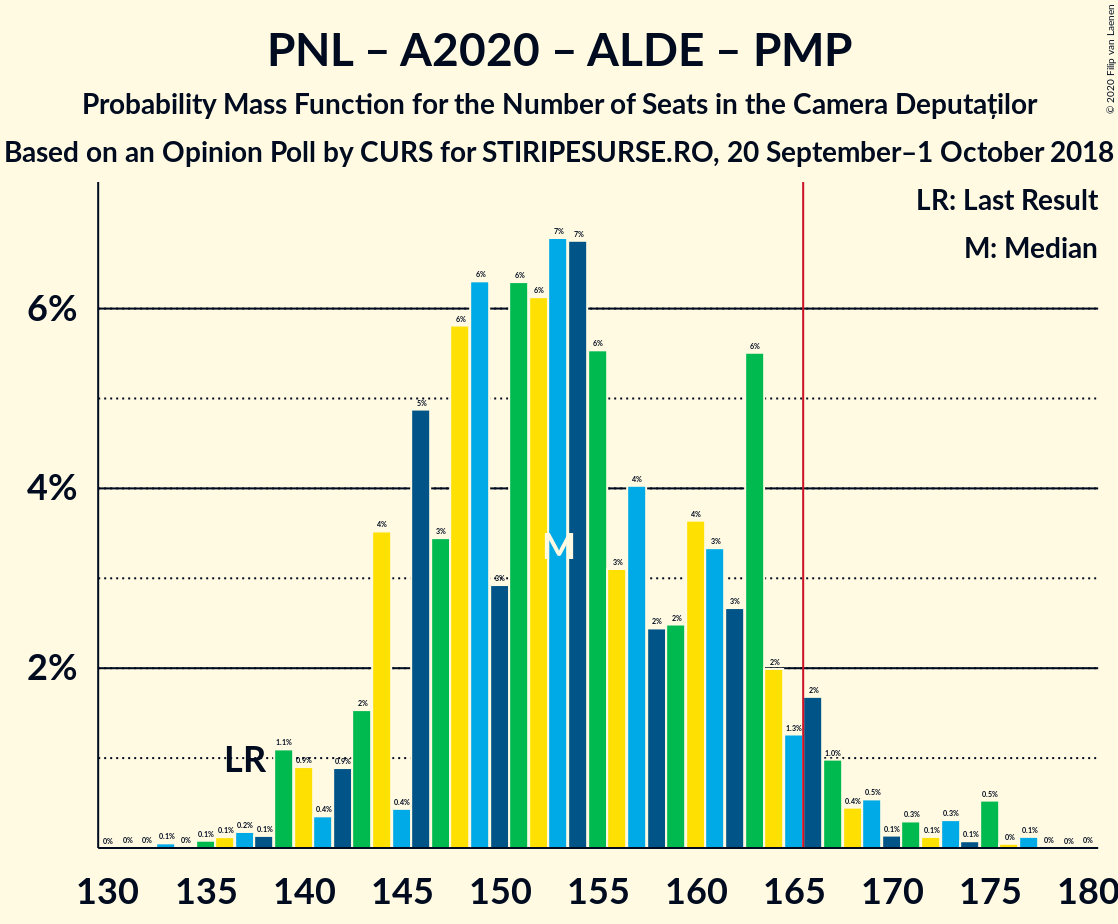 PNL – A2020 – ALDE – PMP
Probability Mass Function for the Number of Seats in the Camera Deputaților
Based on an Opinion Poll by CURS for STIRIPESURSE.RO, 20 September–1 October 2018
© 2020 Filip van Laenen
LR: Last Result
M: Median
6%
4%
2%
0% 0% 0% 0.1% 0% 0.1% 0.1% 0.2% 0.1% 1.1% 0.9% 0.4% 0.9% 2% 4% 0.4% 5% 3% 6% 6% 3% 6% 6% 7% 7% 6% 3% 4% 2% 2% 4% 3% 3% 6% 2% 1.3% 2% 1.0% 0.4% 0.5% 0.1% 0.3% 0.1% 0.3% 0.1% 0.5% 0% 0.1% 0% 0% 0%
M
LR
130 135 140 145 150 155 160 165 170 175 180